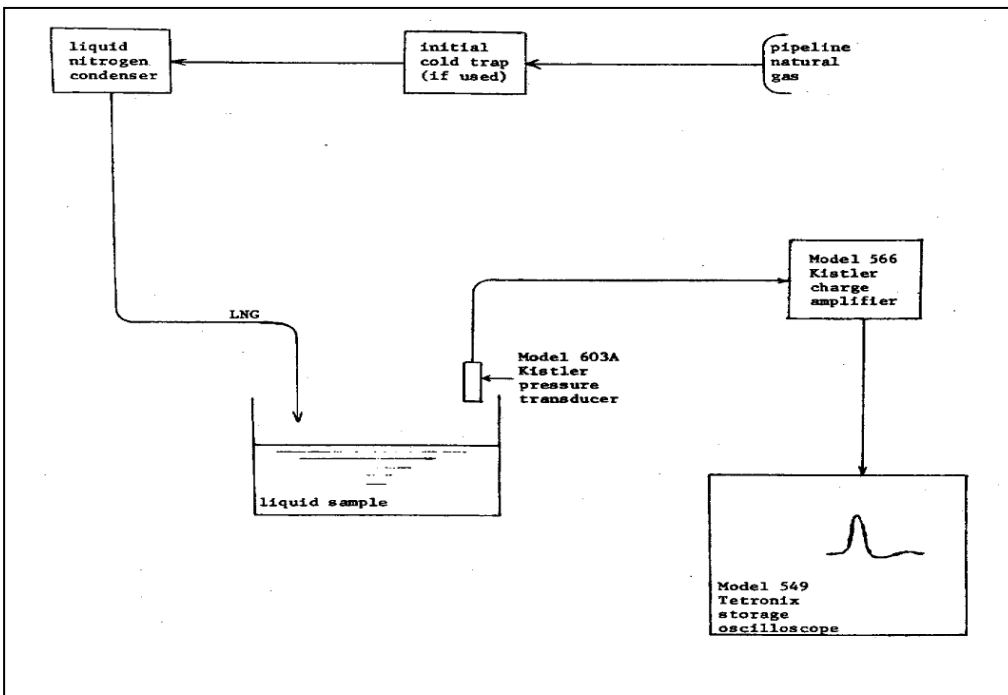 liquid
nitrogen
condenser
initial
cold trap
(if used)
pipeline
natural
gas
Model 566
Kistler
charge
amplifier
LNG
Model 603A
Kistler
pressure
transducer
liquid sample
Model 549
Tetronix
storage
oscilloscope